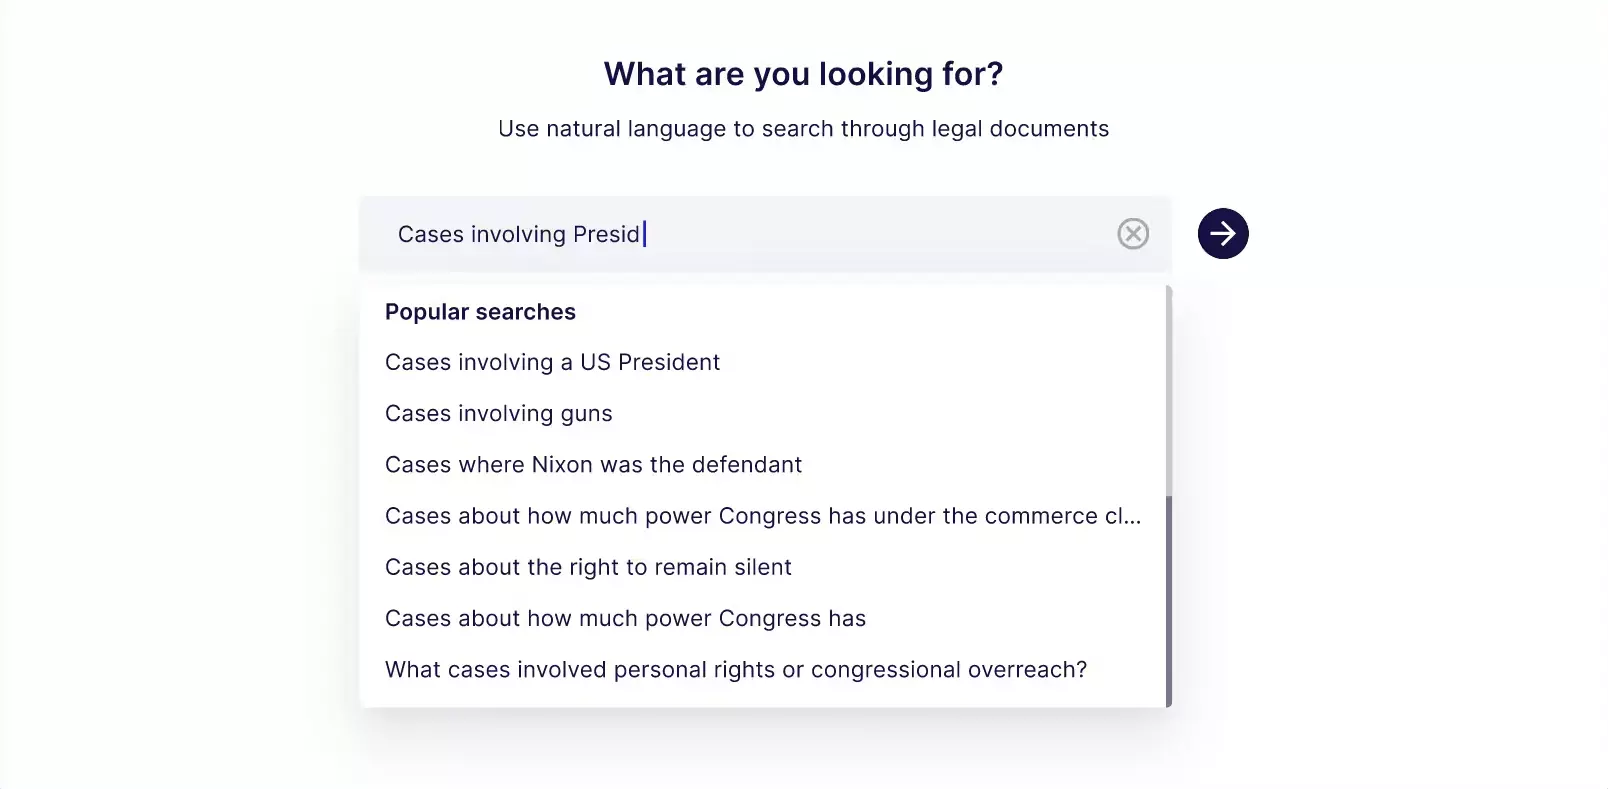 What are you looking for?
Use natural language to search through legal documents
Cases involving Presid
Popular searches
Cases involving a US President
Cases involving guns
Cases where Nixon was the defendant
Cases about how much power Congress has under the commerce cl...
Cases about the right to remain silent
Cases about how much power Congress has
What cases involved personal rights or congressional overreach?